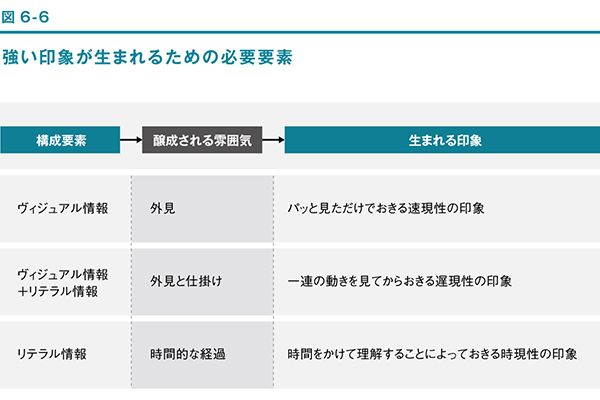 図 6-6
強い印象が生まれるための必要要素
構成要素
醸成される雰囲気
生まれる印象
ヴィジュアル情報
外見
パッと見ただけでおきる速現性の印象
ヴィジュアル情報
+リテラル情報
外見と仕掛け
一連の動きを見てからおきる遅現性の印象
リテラル情報
時間的な経過
時間をかけて理解することによっておきる時現性の印象